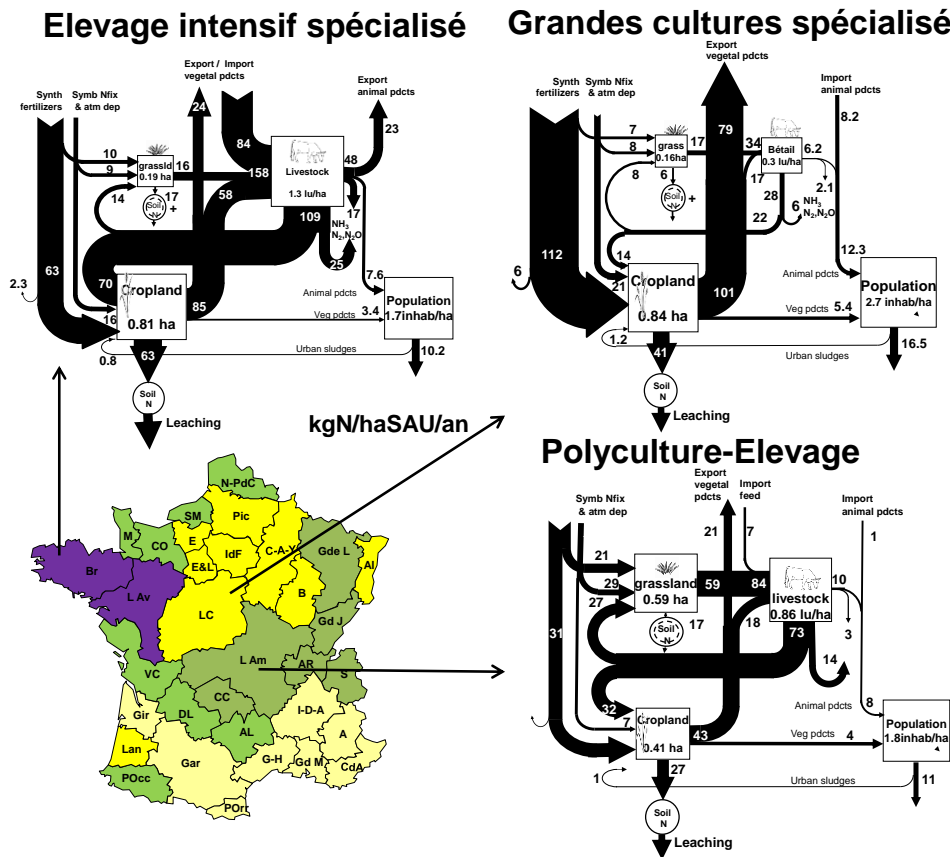 Elevage intensif spécialisé
Export / Import
vegetal pdcts
Synth
fertilizers
Symb Nfix
& atm dep
Export
animal pdcts
24
23
84
10
9
grassld
0.19 ha
16
158
48
Livestock
1.3 lu/ha
14
Soil
N
17
+
58
109
17
NH3
N2,N2O
25
63
2.3
70
Cropland
0.81 ha
85
16
7.6
Animal pdcts
3.4
Veg pdcts
Population
1.7inhab/ha
0.8
63
Urban sludges
10.2
Soil
N
Leaching
Grandes cultures spécialisé
Export
vegetal pdcts
Synth
fertilizers
Symb Nfix
& atm dep
Import
animal pdcts
8.2
79
7
8
grass
0.16ha
17
34
Bétail
0.3 lu/ha
6.2
2.1
8
6
Soil
N
+
17
28
6
NH3
N2,N2O
22
112
6
14
21
Cropland
0.84 ha
101
12.3
Animal pdcts
5.4
Veg pdcts
Population
2.7 inhab/ha
1.2
41
Urban sludges
16.5
Soil
N
Leaching
kgN/haSAU/an
Polyculture-Elevage
Export
vegetal
pdcts
Import
feed
Symb Nfix
& atm dep
Import
animal pdcts
21
7
1
21
29
grassland
0.59 ha
59
84
livestock
0.86 lu/ha
10
3
27
Soil
N
17
18
73
14
31
32
7
Cropland
0.41 ha
43
Animal pdcts
8
Veg pdcts
4
Population
1.8inhab/ha
1
27
Urban sludges
11
Soil
N
Leaching
N-PdC
SM
Pic
M
CO
E
IdF
C-A-Y
Gde L
Al
E&L
Br
L Av
LC
B
Gd J
L Am
VC
AR
S
CC
DL
AL
I-D-A
Gir
Lan
Gar
G-H
Gd M
A
CdA
POcc
POrr